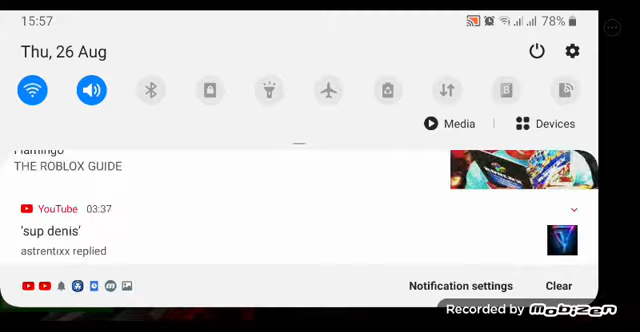 15:57
78%
Thu, 26 Aug
Media
Devices
Flamingo
THE ROBLOX GUIDE
YouTube 03:37
'sup denis'
astrentıxx replied
Notification settings
Clear
Recorded by Mobizen